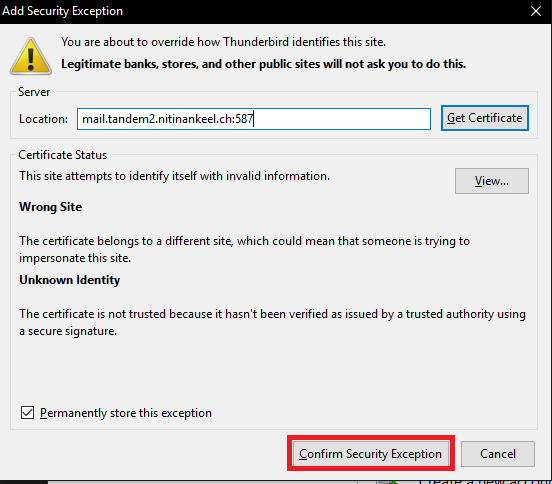 Add Security Exception
You are about to override how Thunderbird identifies this site.
Legitimate banks, stores, and other public sites will not ask you to do this.
Server
Location: mail.tandem2.nitinankeel.ch:587 Get Certificate
Certificate Status
This site attempts to identify itself with invalid information. View...
Wrong Site
The certificate belongs to a different site, which could mean that someone is trying to
impersonate this site.
Unknown Identity
The certificate is not trusted because it hasn't been verified as issued by a trusted authority using
a secure signature.
Permanently store this exception
Confirm Security Exception Cancel
Create a new accou